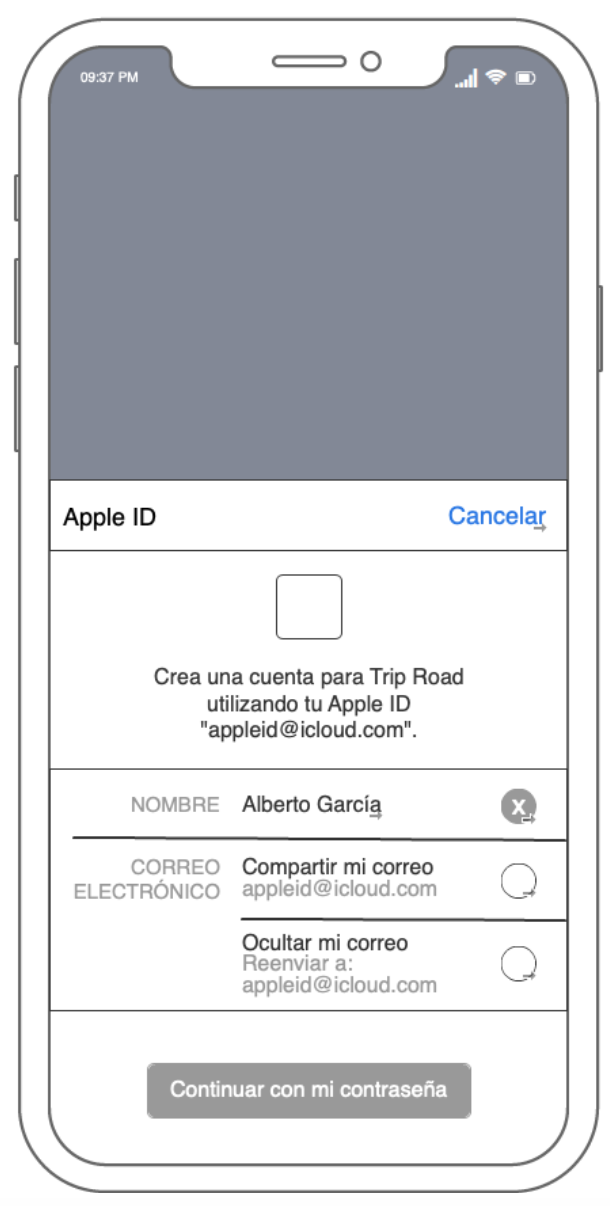 09:37 PM
Apple ID
Cancelar
Crea una cuenta para Trip Road
utilizando tu Apple ID
"appleid@icloud.com".
NOMBRE
Alberto García
X
CORREO
ELECTRÓNICO
Compartir mi correo
appleid@icloud.com
Ocultar mi correo
Reenviar a:
appleid@icloud.com
Continuar con mi contraseña